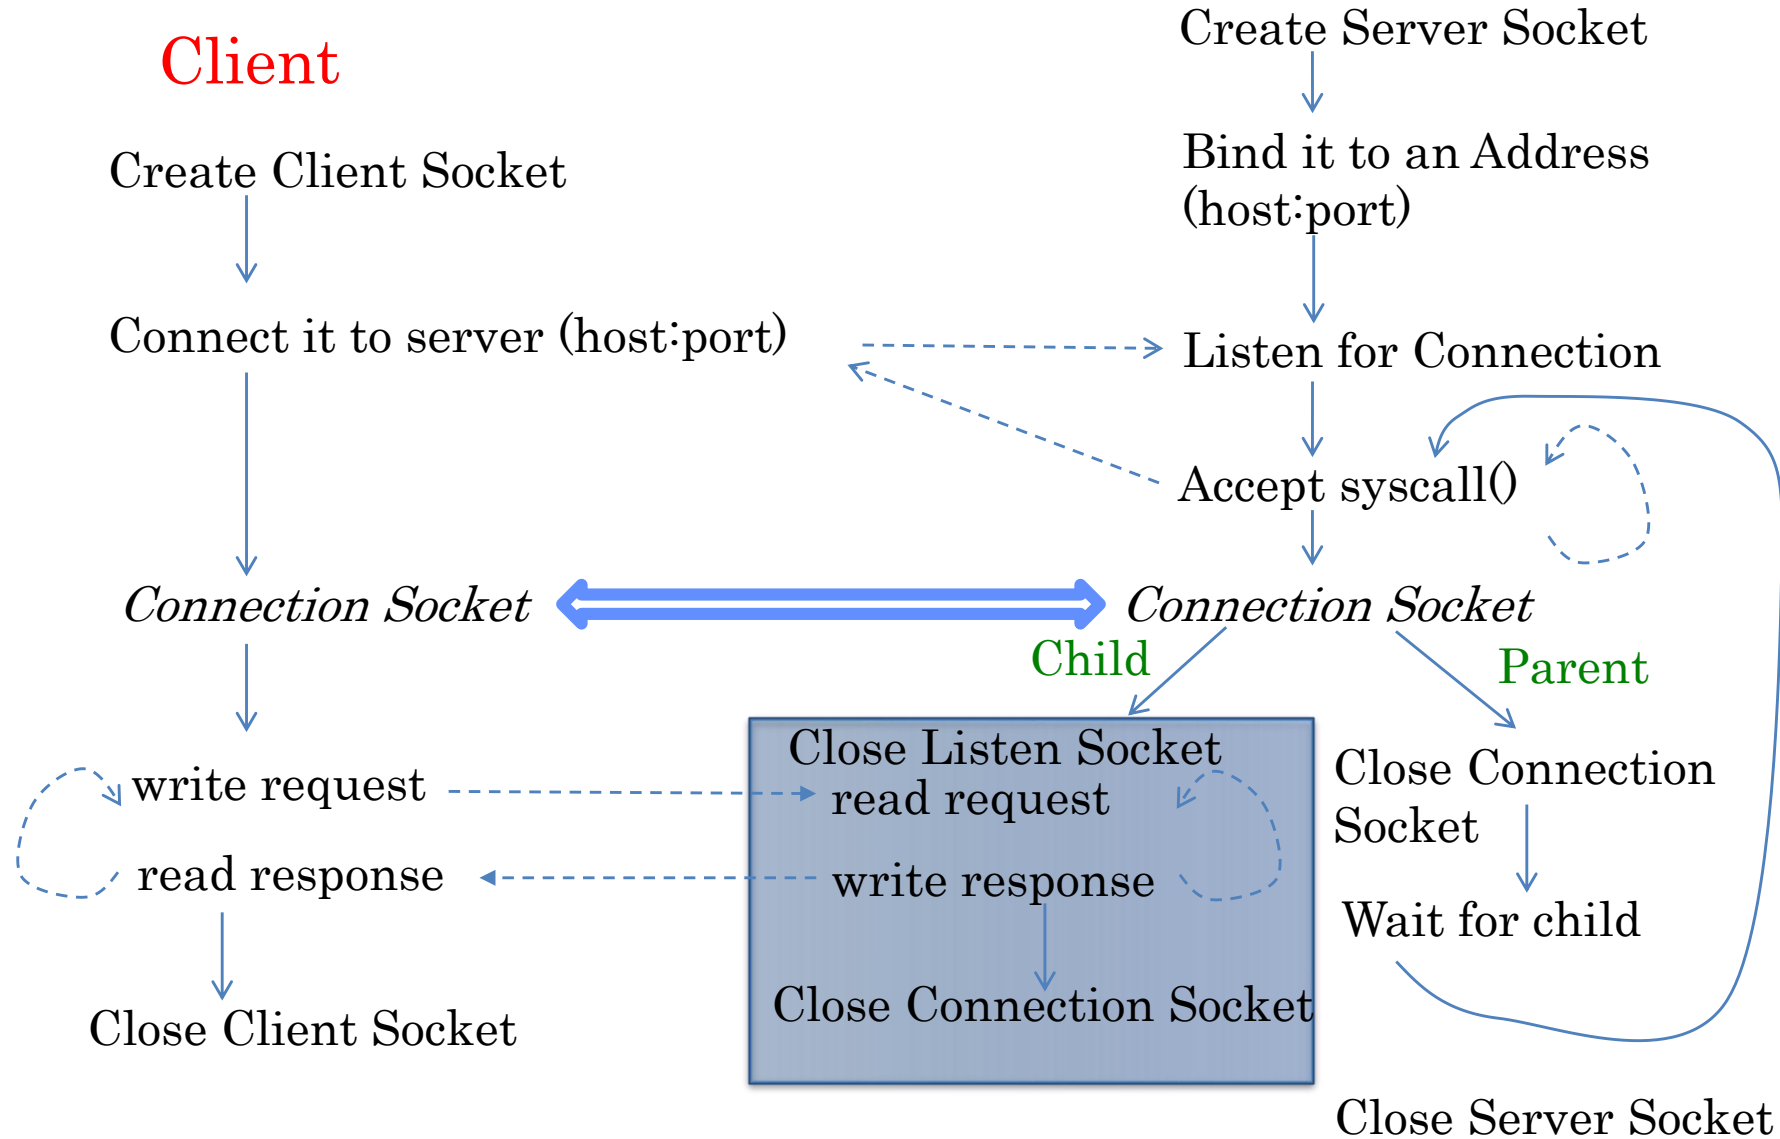 Client
Create Client Socket
Connect it to server (host:port)
Connection Socket
write request
read response
Close Client Socket
Create Server Socket
Bind it to an Address
(host:port)
Listen for Connection
Accept syscall()
Connection Socket
Child
Close Listen Socket
read request
write response
Close Connection Socket
Parent
Close Connection
Socket
Wait for child
Close Server Socket